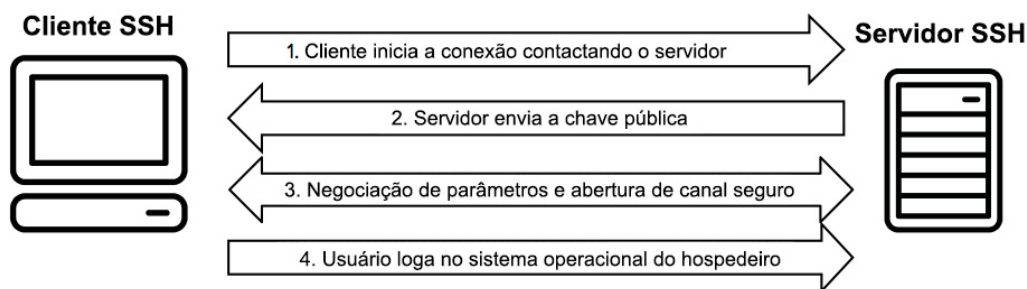 Cliente SSH
Servidor SSH
1. Cliente inicia a conexão contactando o servidor
2. Servidor envia a chave pública
3. Negociação de parâmetros e abertura de canal seguro
4. Usuário loga no sistema operacional do hospedeiro